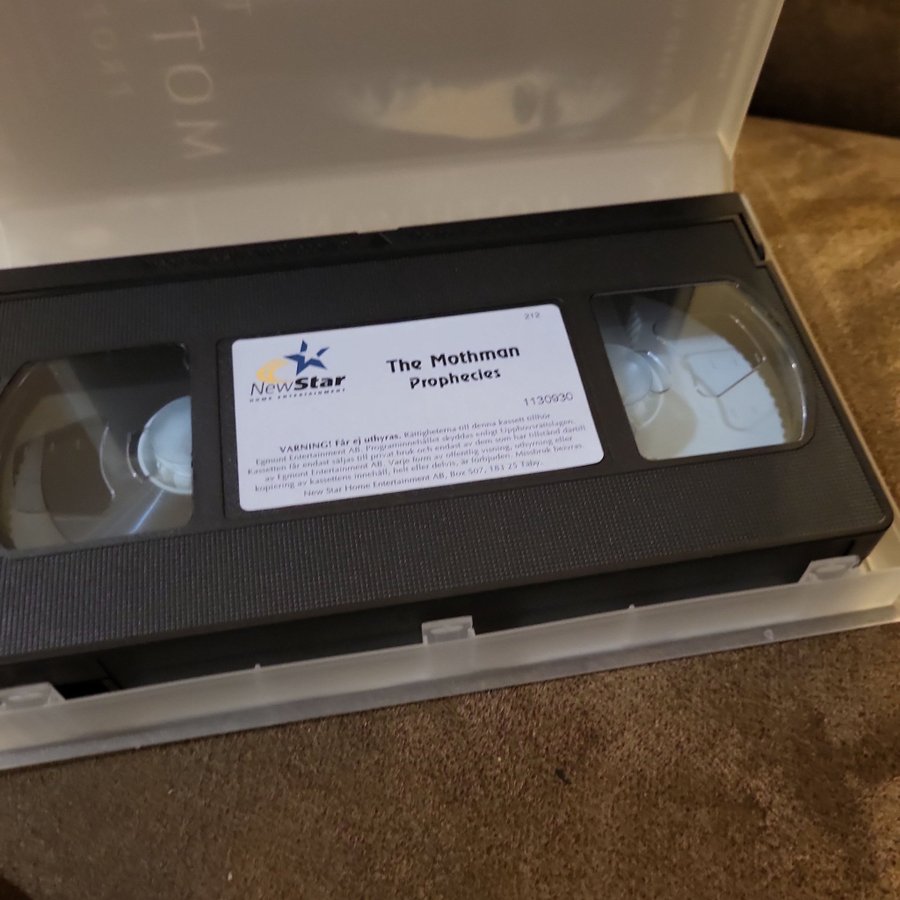 TOM
212
NewStar
HOME ENTERTAINMENT
The Mothman
Prophecies
1130930
VARNING! Får ej uthyras. Rättigheterna till denna kassett tillhör
Egmont Entertainment AB. Programinnehållet skyddas enligt Upphovsrättslagen.
Kassetten får endast säljas till privat bruk och endast av dem som har tillstånd därtill
av Egmont Entertainment AB. Varje form av offentlig visning, uthyrning eller
kopiering av kassettens innehåll, helt eller delvis, är förbjuden. Missbruk beivras
New Star Home Entertainment AB, Box 507, 181 25 Täby.